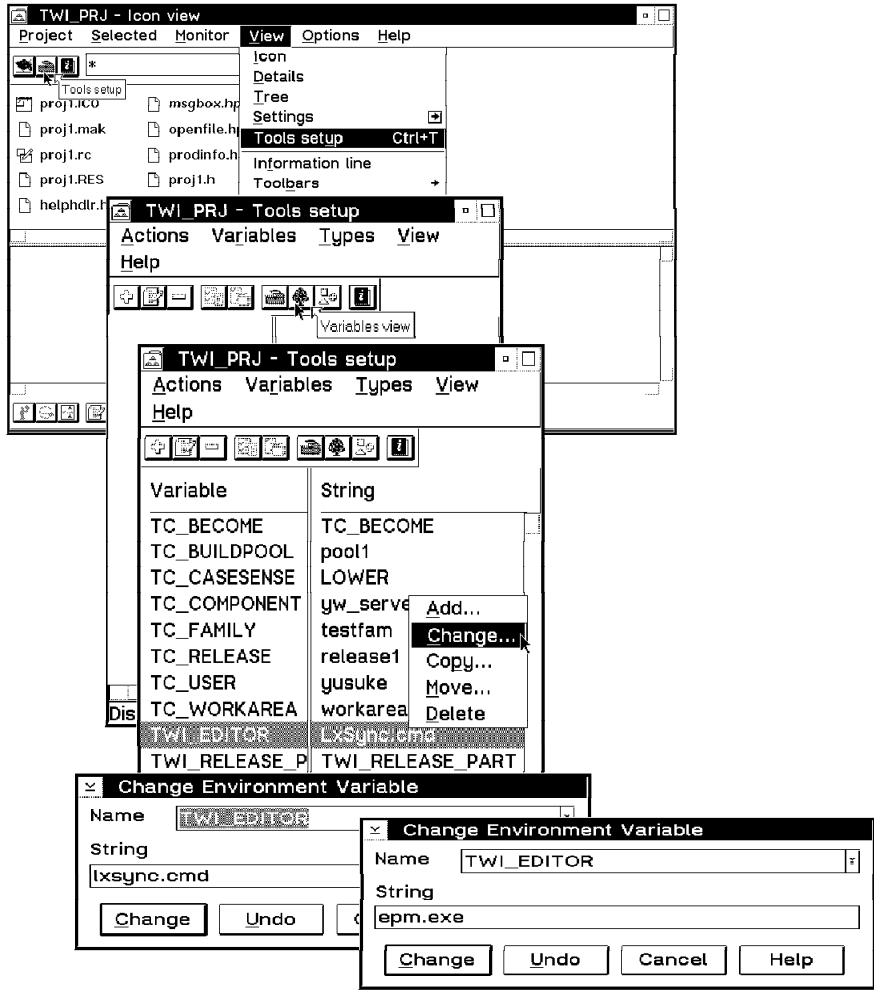 TWI_PRJ - Icon view
Project Selected Monitor View Options Help
*
Tools setup
Icon
Details
Tree
Settings
Tools setup Ctrl+T
Information line
Toolbars
proj1.ICO msgbox.hp
proj1.mak openfile.h
proj1.rc prodinfo.h
proj1.RES proj1.h
helphdlr.h
TWI_PRJ - Tools setup
Actions Variables Types View
Help
Variables view
Dis
TWI_PRJ - Tools setup
Actions Variables Types View
Help
Variable String
TC_BECOME TC_BECOME
TC_BUILDPOOL pool1
TC_CASESENSE LOWER
TC_COMPONENT yw_serve
TC_FAMILY testfam
TC_RELEASE release1
TC_USER yusuke
TC_WORKAREA workarea
TWI_EDITOR LxSync.cmd
TWI_RELEASE_P TWI_RELEASE_PART
Add...
Change...
Copy...
Move...
Delete
Change Environment Variable
Name TWI_EDITOR
String
lxsync.cmd
Change Undo
Change Environment Variable
Name TWI_EDITOR
String
epm.exe
Change Undo Cancel Help